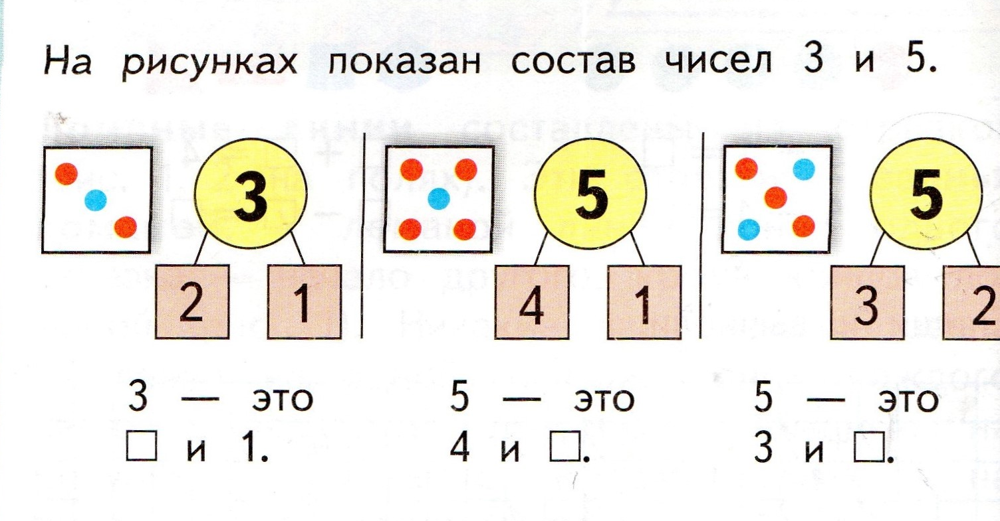 На рисунках показан состав чисел 3 и 5.
3 5 5
2 1 4 1 3 2
3 — это 5 — это 5 — это
□ и 1. 4 и □. 3 и □.